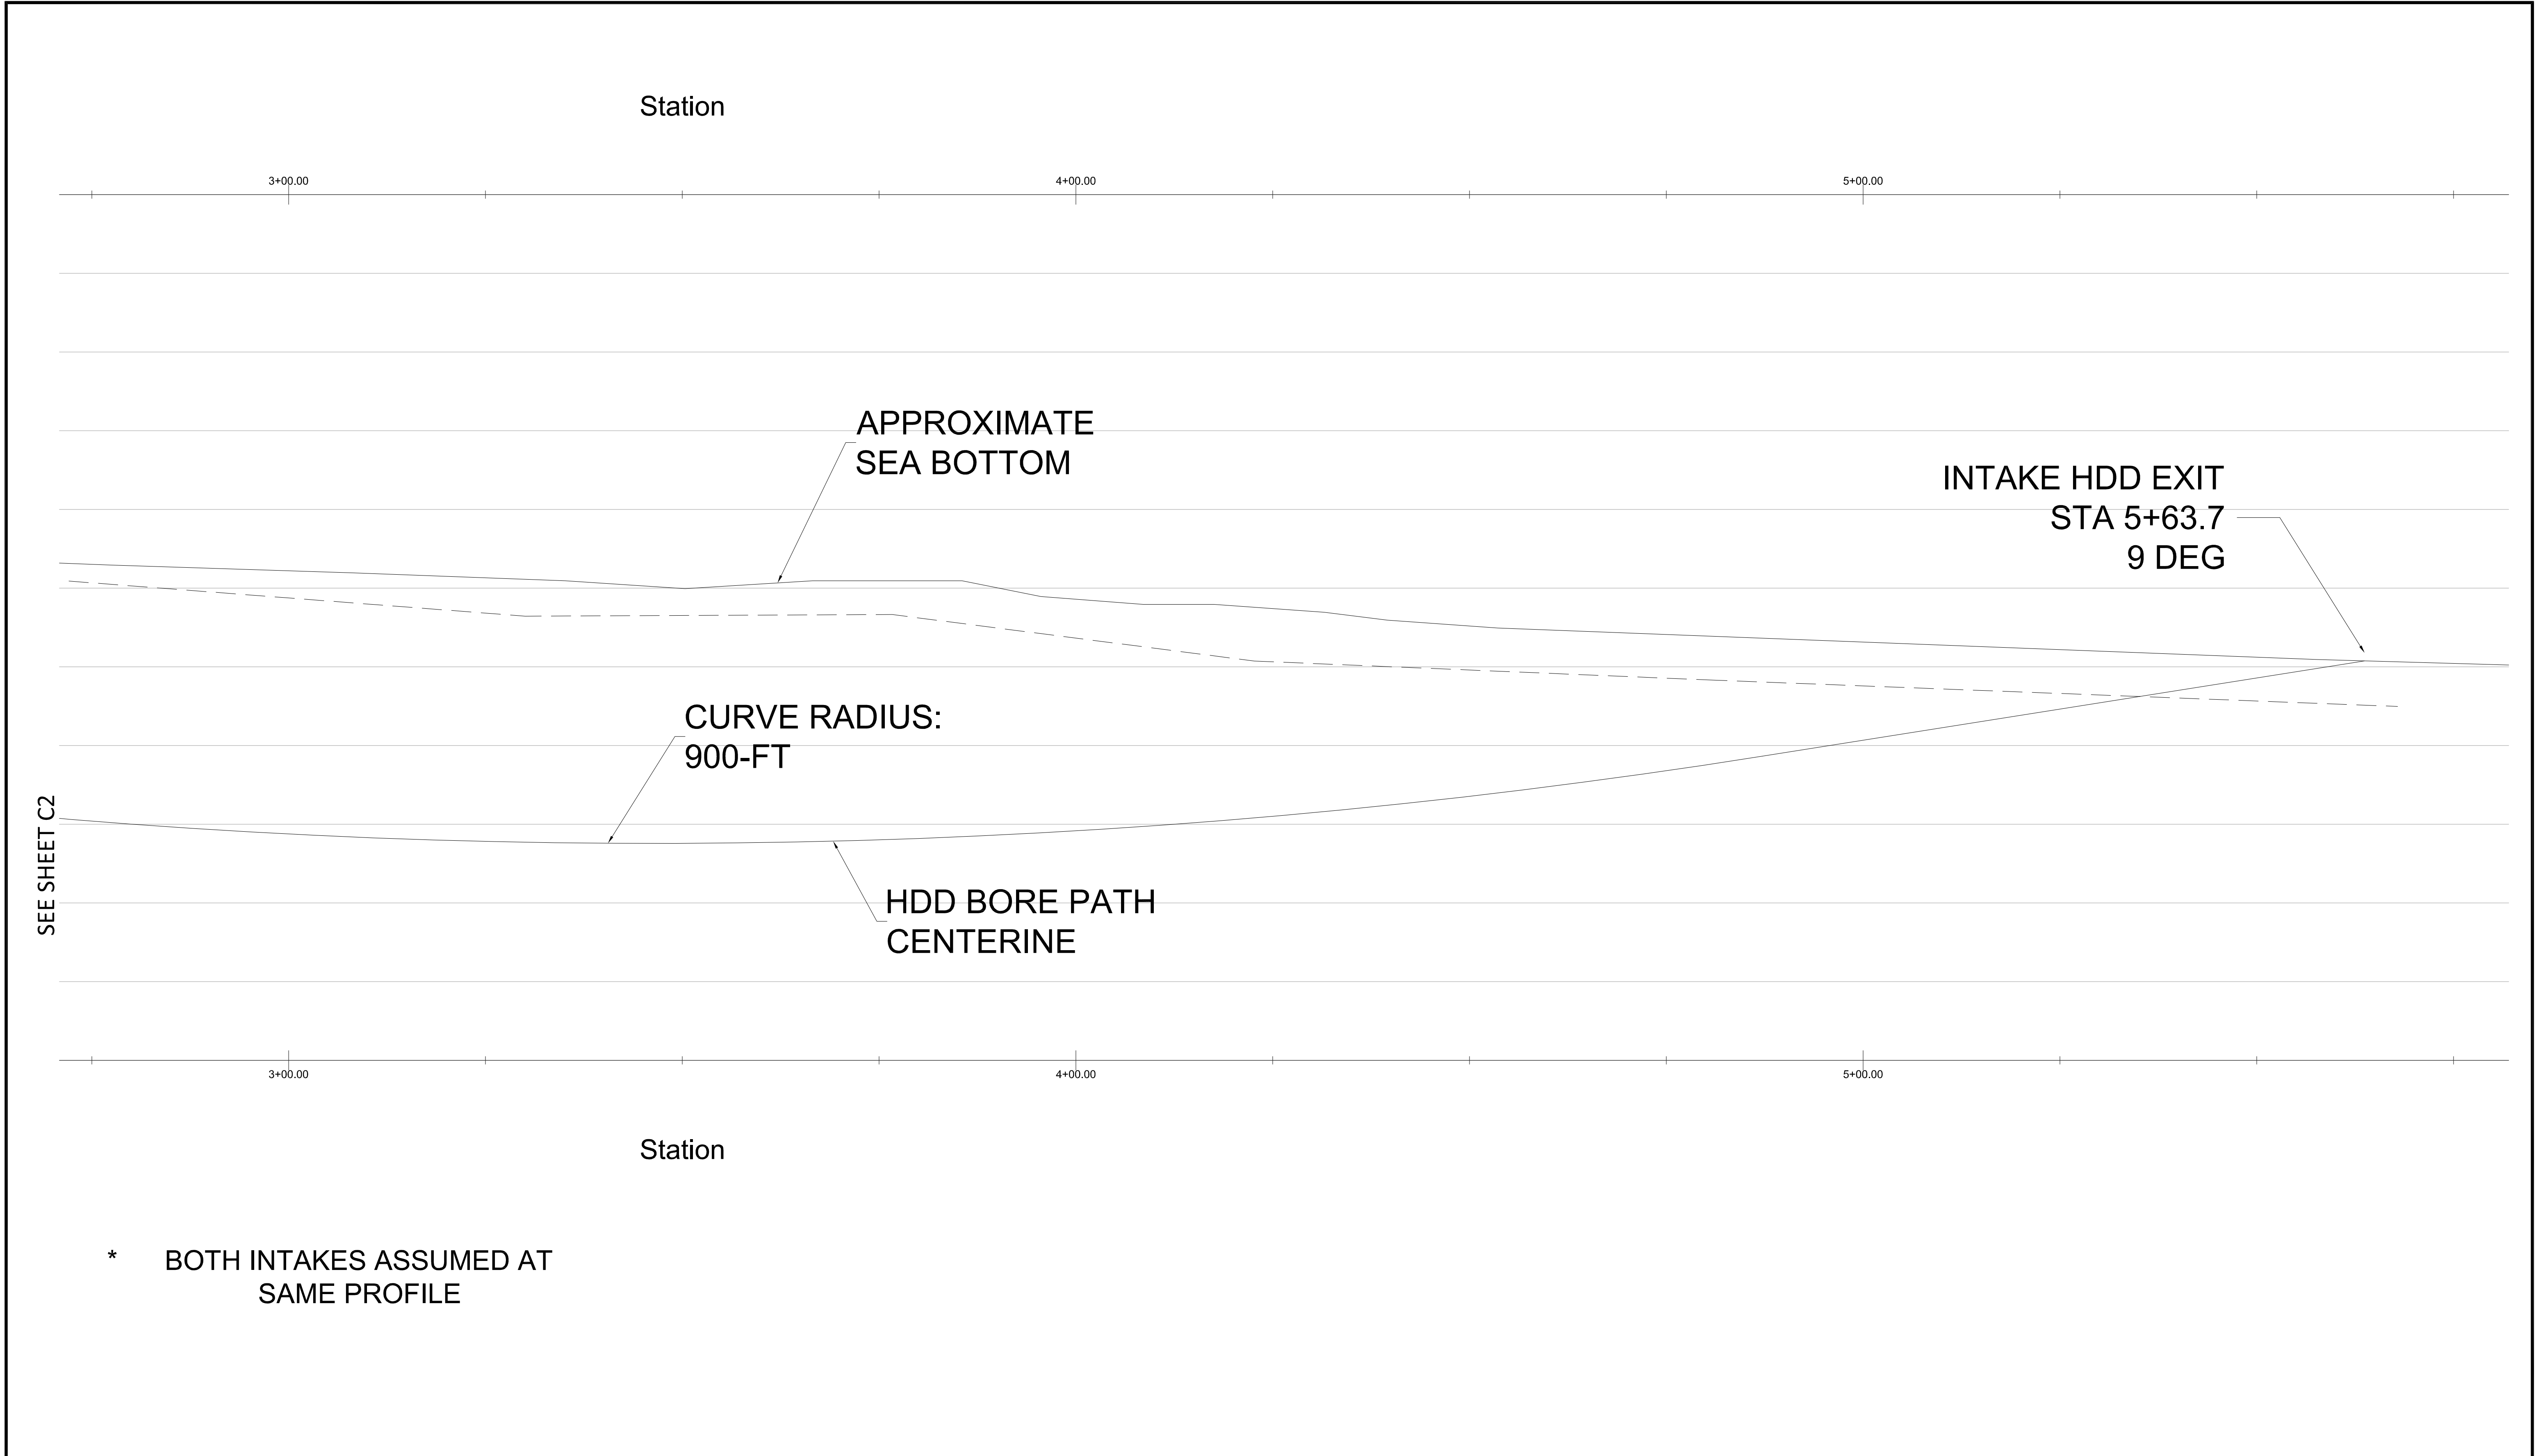 Station
3+00.00 4+00.00 5+00.00
APPROXIMATE
SEA BOTTOM
INTAKE HDD EXIT
STA 5+63.7
9 DEG
CURVE RADIUS:
900-FT
SEE SHEET C2
HDD BORE PATH
CENTERINE
3+00.00 4+00.00 5+00.00
Station
* BOTH INTAKES ASSUMED AT
SAME PROFILE